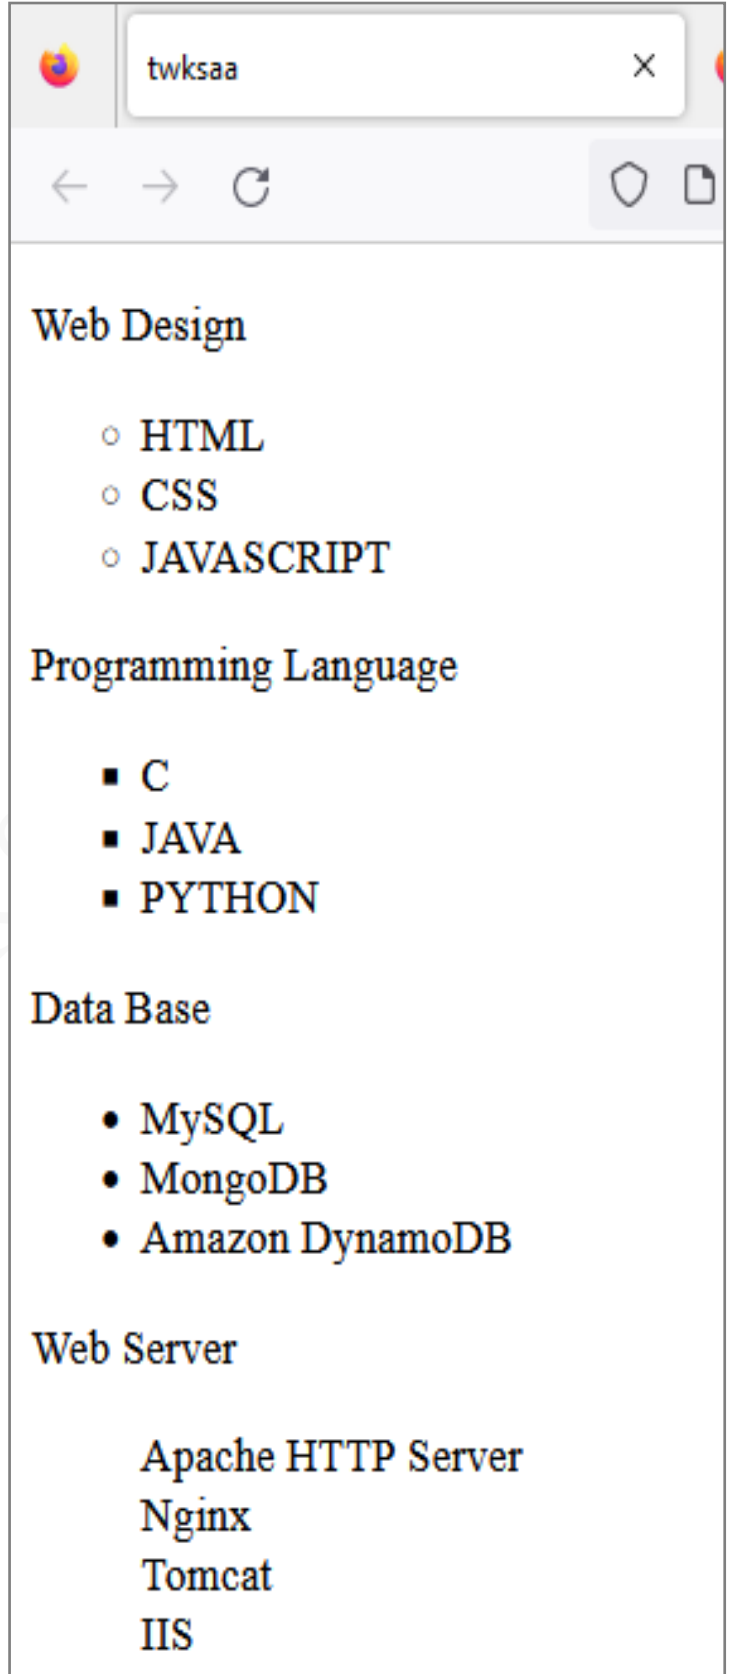 twksaa
Web Design
HTML
CSS
JAVASCRIPT
Programming Language
C
JAVA
PYTHON
Data Base
MySQL
MongoDB
Amazon DynamoDB
Web Server
Apache HTTP Server
Nginx
Tomcat
IIS